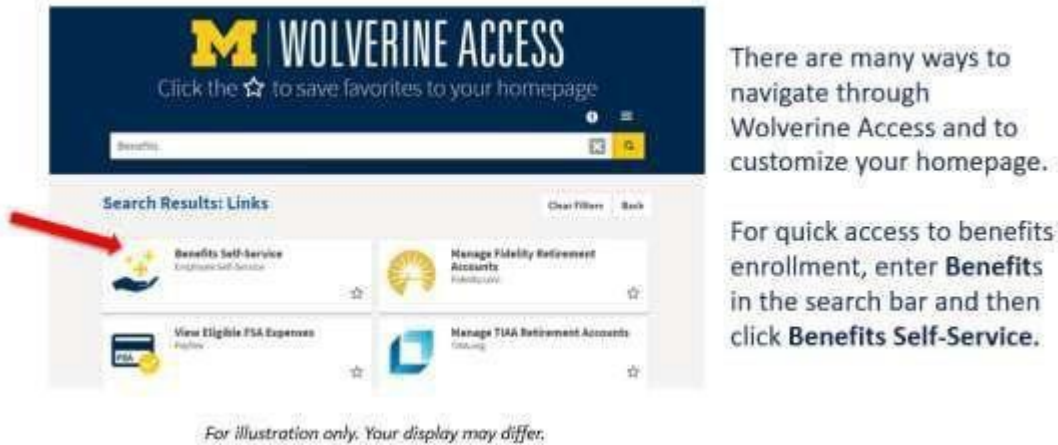 M WOLVERINE ACCESS
Click the ☆ to save favorites to your homepage
Benefits
Search Results: Links
Clear Filters
Back
Benefits Self-Service
Employee Self-Service
Manage Fidelity Retirement
Accounts
Fidelity.com
View Eligible FSA Expenses
PayFlex
FSA
Manage TIAA Retirement Accounts
TIAA.org
There are many ways to
navigate through
Wolverine Access and to
customize your homepage.
For quick access to benefits
enrollment, enter Benefits
in the search bar and then
click Benefits Self-Service.
For illustration only. Your display may differ.